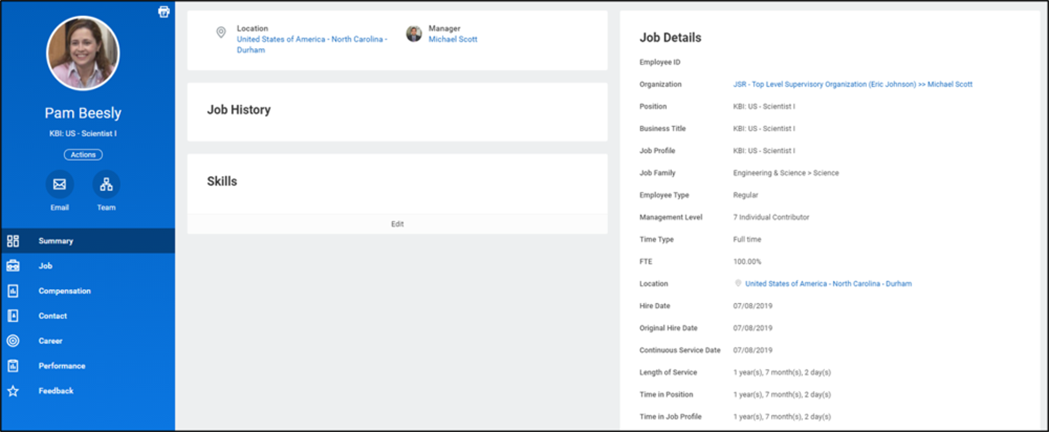 Pam Beesly
KBI: US - Scientist I
Actions
Email
Team
Summary
Job
Compensation
Contact
Career
Performance
Feedback
Location
United States of America - North Carolina -
Durham
Manager
Michael Scott
Job History
Skills
Edit
Job Details
Employee ID
Organization JSR - Top Level Supervisory Organization (Eric Johnson) >> Michael Scott
Position KBI: US - Scientist I
Business Title KBI: US - Scientist I
Job Profile KBI: US - Scientist I
Job Family Engineering & Science > Science
Employee Type Regular
Management Level 7 Individual Contributor
Time Type Full time
FTE 100.00%
Location United States of America - North Carolina - Durham
Hire Date 07/08/2019
Original Hire Date 07/08/2019
Continuous Service Date 07/08/2019
Length of Service 1 year(s), 7 month(s), 2 day(s)
Time in Position 1 year(s), 7 month(s), 2 day(s)
Time in Job Profile 1 year(s), 7 month(s), 2 day(s)